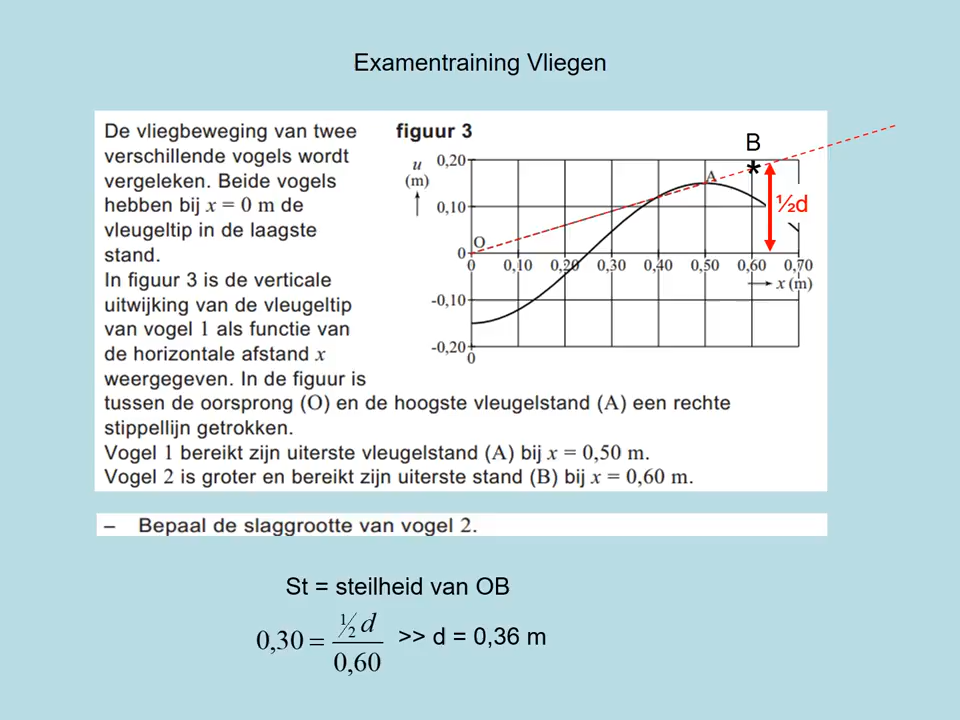 Examentraining Vliegen
De vliegbeweging van twee
verschillende vogels wordt
vergeleken. Beide vogels
hebben bij x = 0 m de
vleugeltip in de laagste
stand.
In figuur 3 is de verticale
uitwijking van de vleugeltip
van vogel 1 als functie van
de horizontale afstand x
weergegeven. In de figuur is
tussen de oorsprong (O) en de hoogste vleugelstand (A) een rechte
stippellijn getrokken.
Vogel 1 bereikt zijn uiterste vleugelstand (A) bij x = 0,50 m.
Vogel 2 is groter en bereikt zijn uiterste stand (B) bij x = 0,60 m.
figuur 3
u
(m)
0,20
0,10
0
-0,10
-0,20
O
A
B
*
½d
0 0,10 0,20 0,30 0,40 0,50 0,60 0,70
x (m)
0
– Bepaal de slaggrootte van vogel 2.
St = steilheid van OB
0,30 = ½ d / 0,60 >> d = 0,36 m